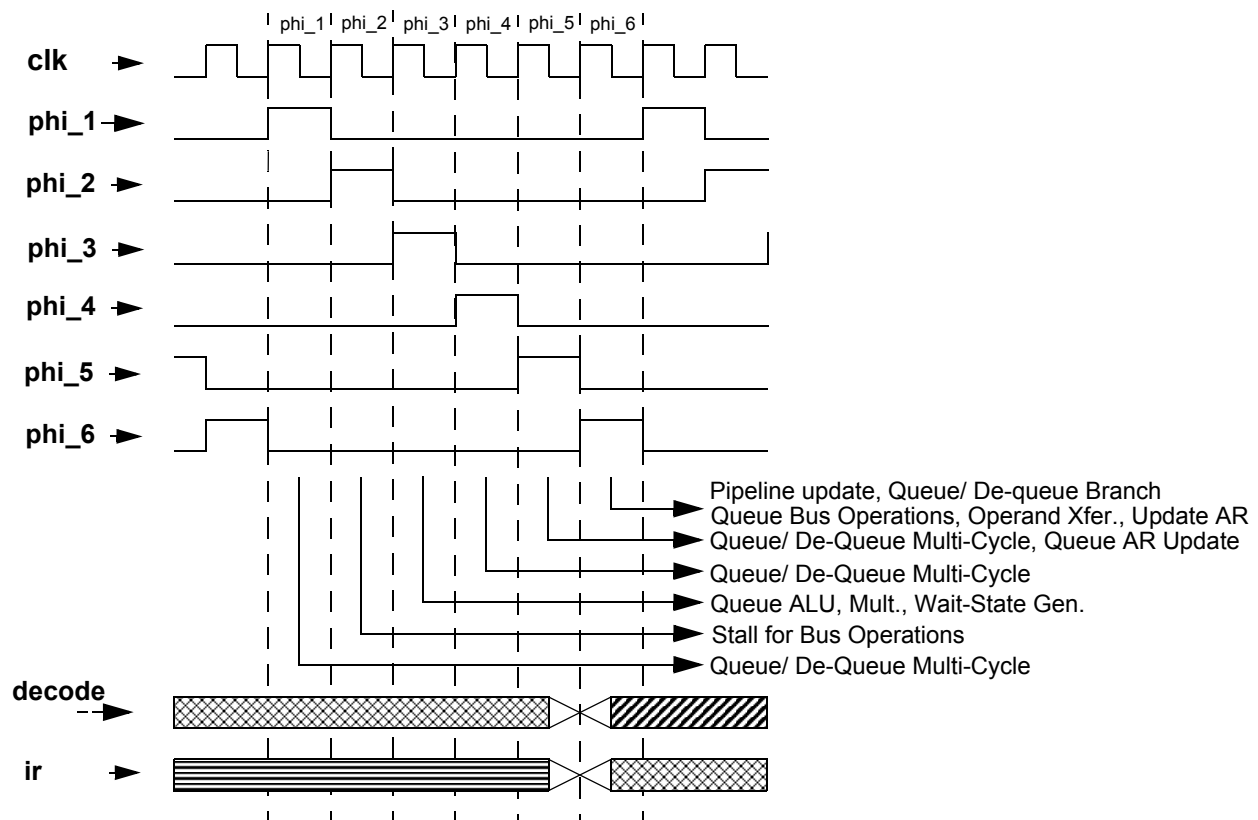 phi_1 phi_2 phi_3 phi_4 phi_5 phi_6
clk
phi_1
phi_2
phi_3
phi_4
phi_5
phi_6
Pipeline update, Queue/ De-queue Branch
Queue Bus Operations, Operand Xfer., Update AR
Queue/ De-Queue Multi-Cycle, Queue AR Update
Queue/ De-Queue Multi-Cycle
Queue ALU, Mult., Wait-State Gen.
Stall for Bus Operations
Queue/ De-Queue Multi-Cycle
decode
ir